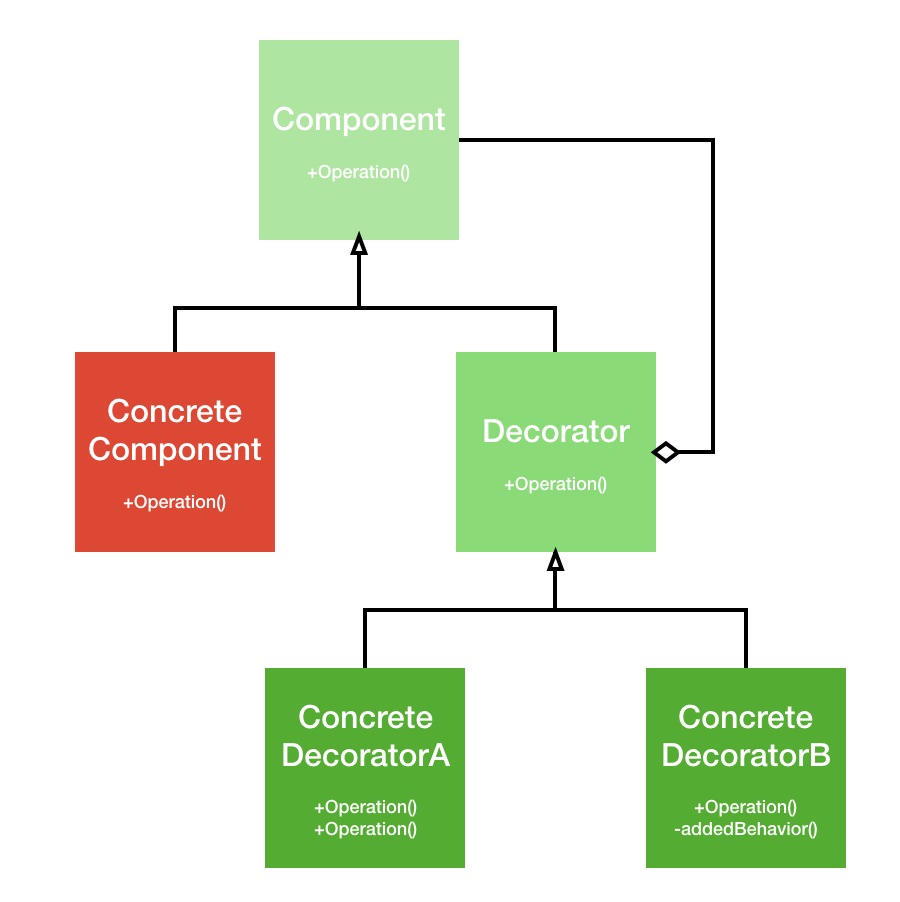 Component
+Operation()
Concrete
Component
+Operation()
Decorator
+Operation()
Concrete
DecoratorA
+Operation()
+Operation()
Concrete
DecoratorB
+Operation()
-addedBehavior()